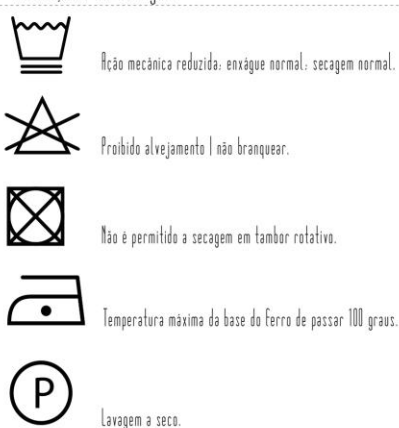 Ação mecânica reduzida: enxágue normal: secagem normal.
Proibido alvejamento | não branquear.
Não é permitido a secagem em tambor rotativo.
Temperatura máxima da base do ferro de passar 100 graus.
P
Lavagem a seco.